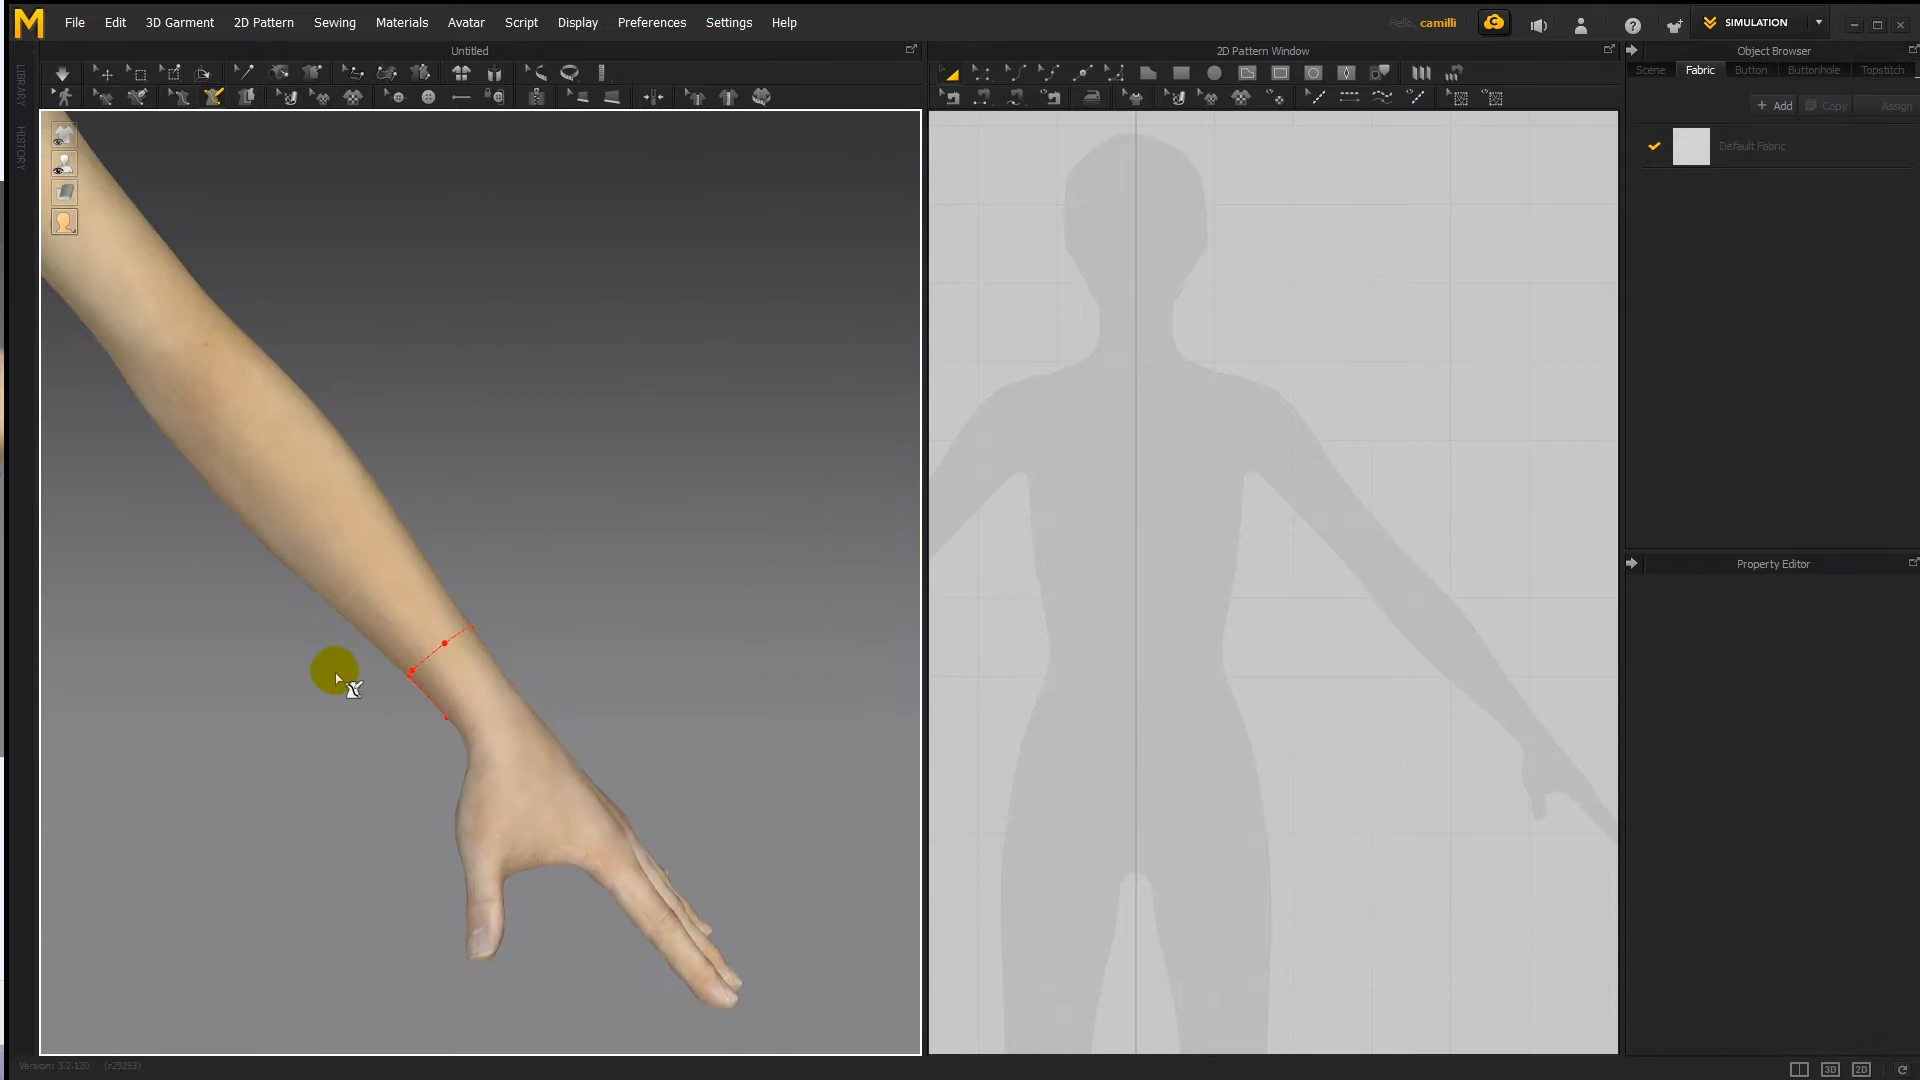 M File Edit 3D Garment 2D Pattern Sewing Materials Avatar Script Display Preferences Settings Help Hello, camilli C ? SIMULATION
Untitled 2D Pattern Window Object Browser
LIBRARY
HISTORY
Scene Fabric Button Buttonhole Topstitch
+ Add Copy Assign
Default Fabric
Property Editor
Version: 3.2.120 (r29293) 3D 2D